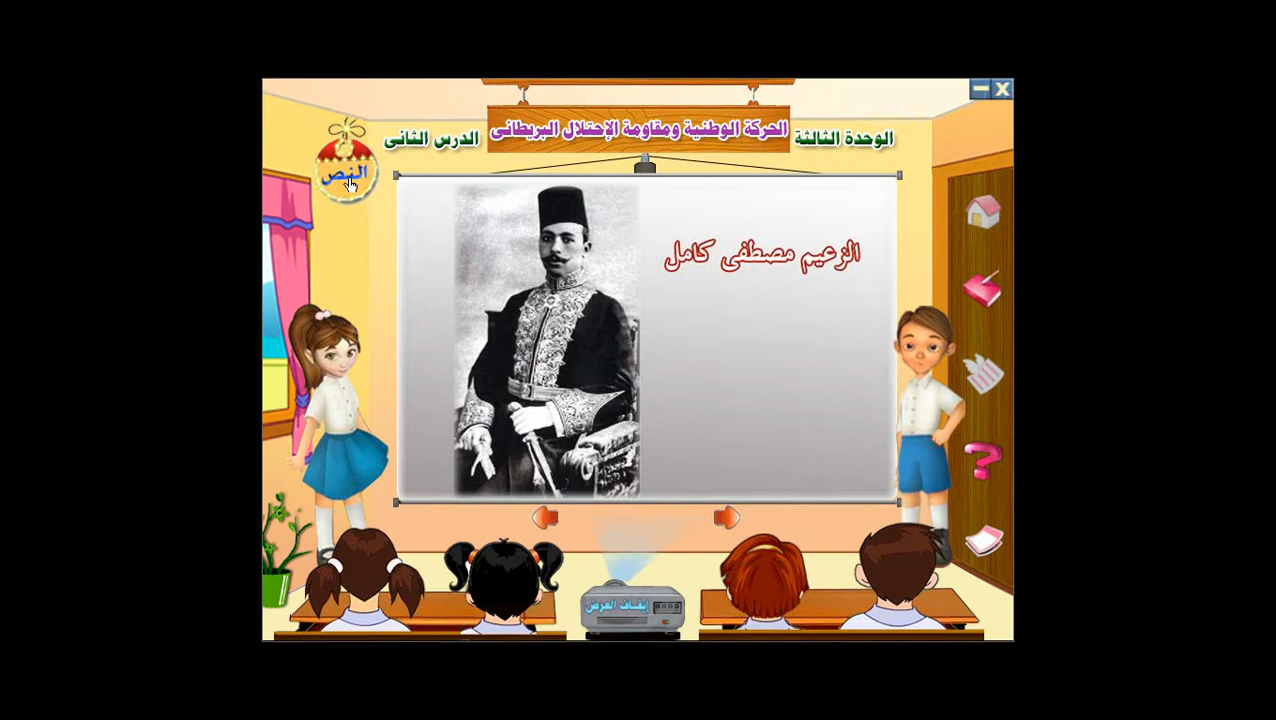 الوحدة الثالثة
الحركة الوطنية ومقاومة الإحتلال البريطانى
الدرس الثانى
النص
الزعيم مصطفى كامل
إيقاف العرض